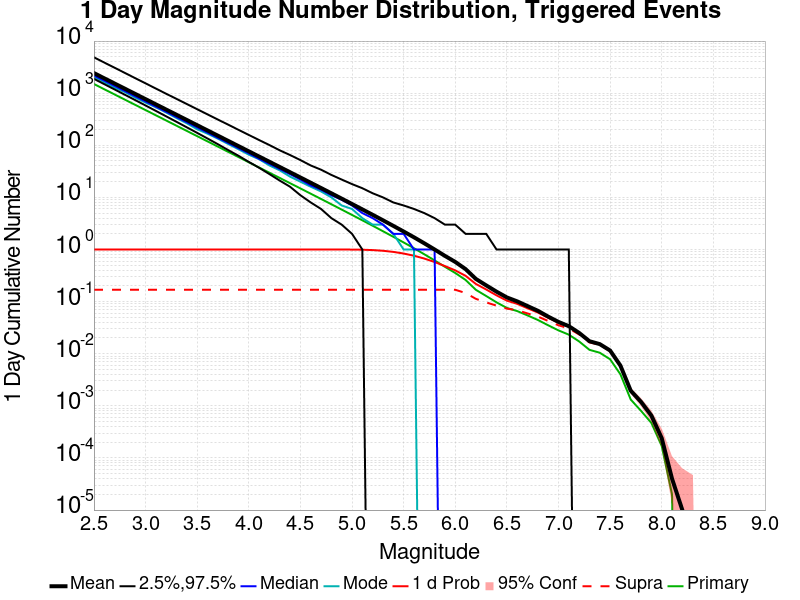 1 Day Magnitude Number Distribution, Triggered Events
10^4
10^3
10^2
10^1
10^0
10^-1
10^-2
10^-3
10^-4
10^-5
1 Day Cumulative Number
2.5 3.0 3.5 4.0 4.5 5.0 5.5 6.0 6.5 7.0 7.5 8.0 8.5 9.0
Magnitude
Mean 2.5%,97.5% Median Mode 1 d Prob 95% Conf Supra Primary